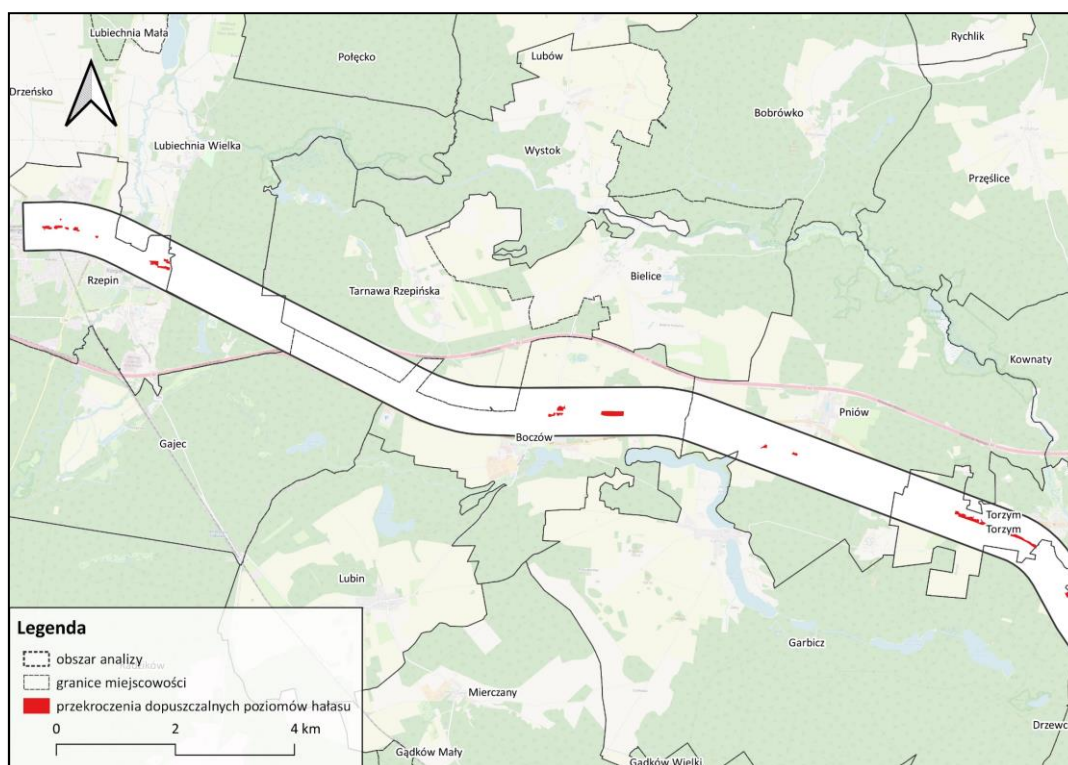 Lubiechnia Mała
Połęcko
Lubów
Rychlik
Drzeńsko
Bobrówko
Lubiechnia Wielka
Wystok
Przęślice
Rzepin
Tarnawa Rzepińska
Bielice
Kownaty
Gajec
Boczów
Pniów
Torzym
Torzym
Lubin
Garbicz
Mierczany
Gądków Mały
Gądków Wielki
Drzewc
Legenda
obszar analizy
granice miejscowości
przekroczenia dopuszczalnych poziomów hałasu
0 2 4 km